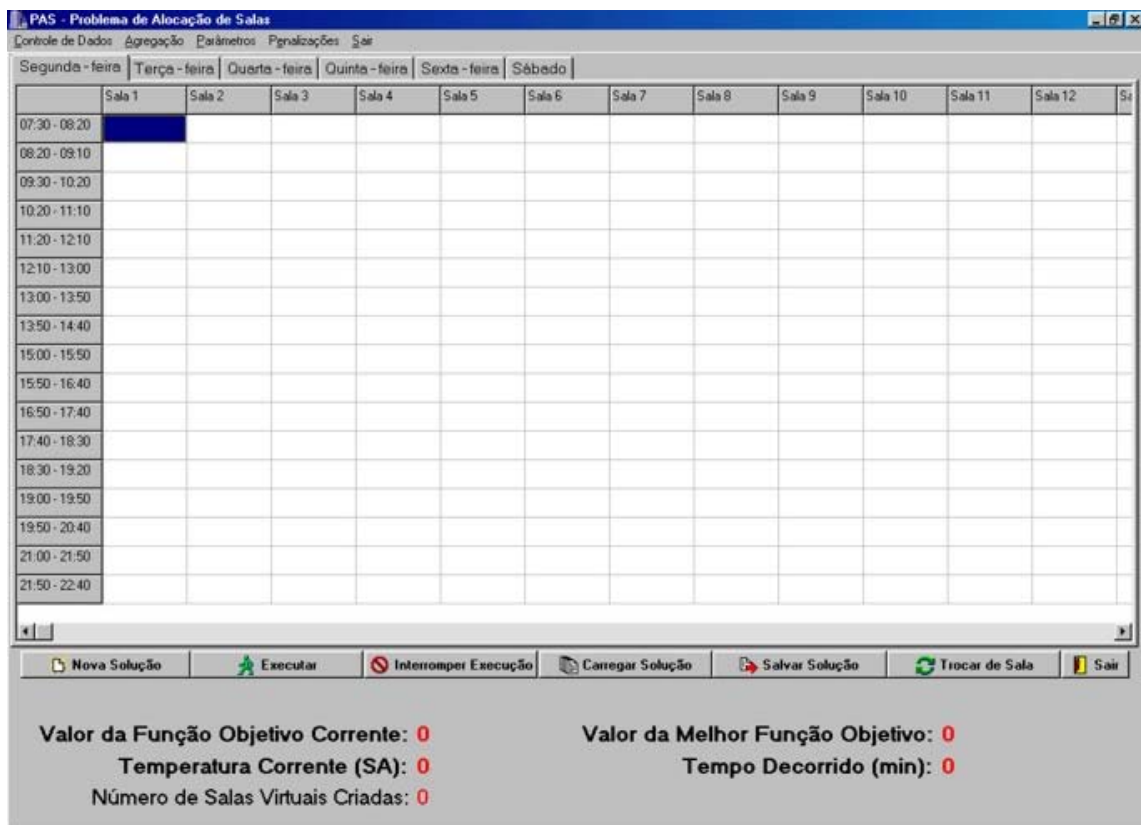 PAS - Problema de Alocação de Salas
Controle de Dados Agregação Parâmetros Penalizações Sair
Segunda-feira Terça-feira Quarta-feira Quinta-feira Sexta-feira Sábado
Sala 1 Sala 2 Sala 3 Sala 4 Sala 5 Sala 6 Sala 7 Sala 8 Sala 9 Sala 10 Sala 11 Sala 12
07:30 - 08:20
08:20 - 09:10
09:30 - 10:20
10:20 - 11:10
11:20 - 12:10
12:10 - 13:00
13:00 - 13:50
13:50 - 14:40
15:00 - 15:50
15:50 - 16:40
16:50 - 17:40
17:40 - 18:30
18:30 - 19:20
19:00 - 19:50
19:50 - 20:40
21:00 - 21:50
21:50 - 22:40
Nova Solução Executar Interromper Execução Carregar Solução Salvar Solução Trocar de Sala Sair
Valor da Função Objetivo Corrente: 0 Valor da Melhor Função Objetivo: 0
Temperatura Corrente (SA): 0 Tempo Decorrido (min): 0
Número de Salas Virtuais Criadas: 0